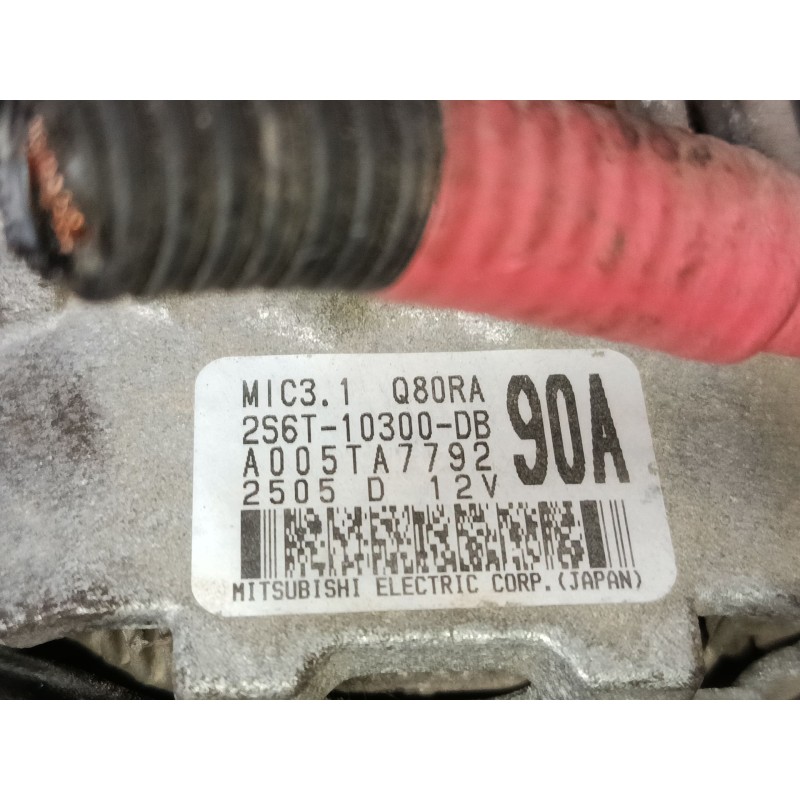 MIC3.1 Q80RA
2S6T-10300-DB 90A
A005TA7792
2505 D 12V
MITSUBISHI ELECTRIC CORP.(JAPAN)